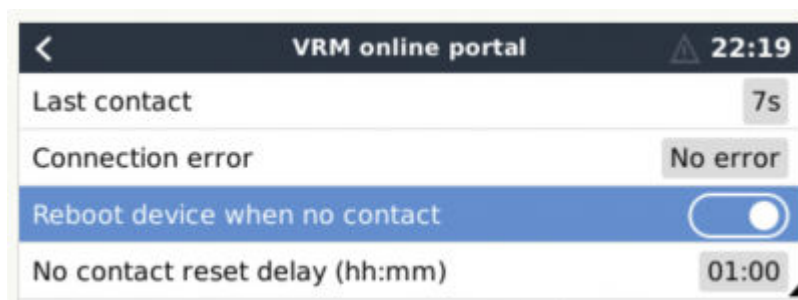 VRM online portal 22:19
Last contact 7s
Connection error No error
Reboot device when no contact
No contact reset delay (hh:mm) 01:00